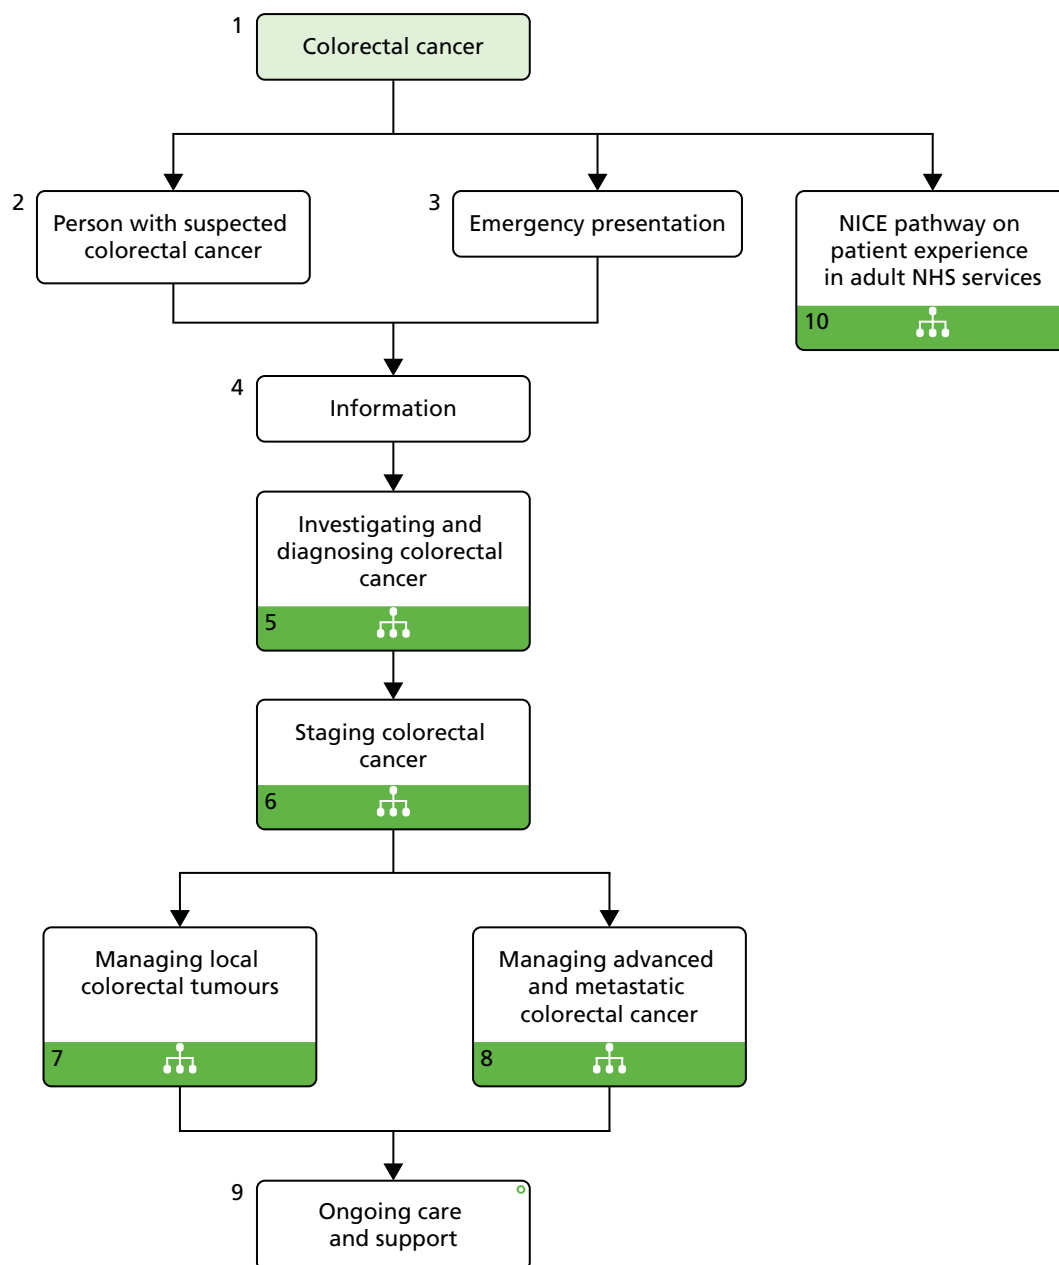 1
Colorectal cancer
2
Person with suspected
colorectal cancer
3
Emergency presentation
NICE pathway on
patient experience
in adult NHS services
10
4
Information
Investigating and
diagnosing colorectal
cancer
5
Staging colorectal
cancer
6
Managing local
colorectal tumours
7
Managing advanced
and metastatic
colorectal cancer
8
9
Ongoing care
and support